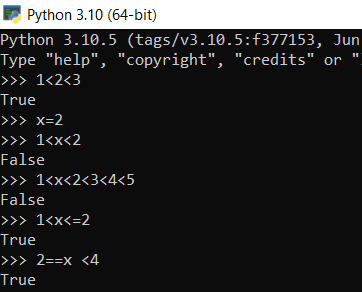 Python 3.10 (64-bit)
Python 3.10.5 (tags/v3.10.5:f377153, Jun
Type "help", "copyright", "credits" or "
>>> 1<2<3
True
>>> x=2
>>> 1<x<2
False
>>> 1<x<2<3<4<5
False
>>> 1<x<=2
True
>>> 2==x <4
True